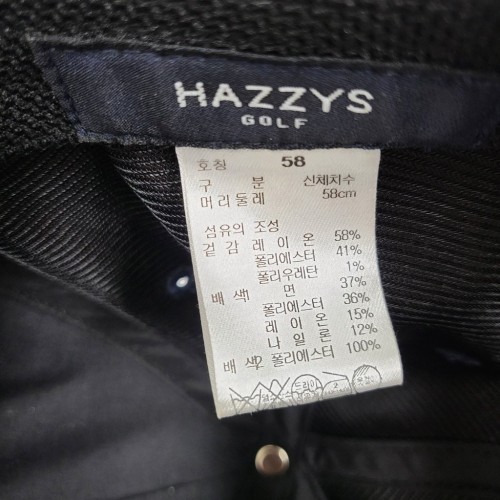 HAZZYS
GOLF
호칭 58
구 분 신체치수
머리둘레 58cm
섬유의 조성
겉 감 레 이 온 58%
폴리에스터 41%
폴리우레탄 1%
배 색1 면 37%
폴리에스터 36%
레 이 온 15%
나 일 론 12%
배 색2 폴리에스터 100%